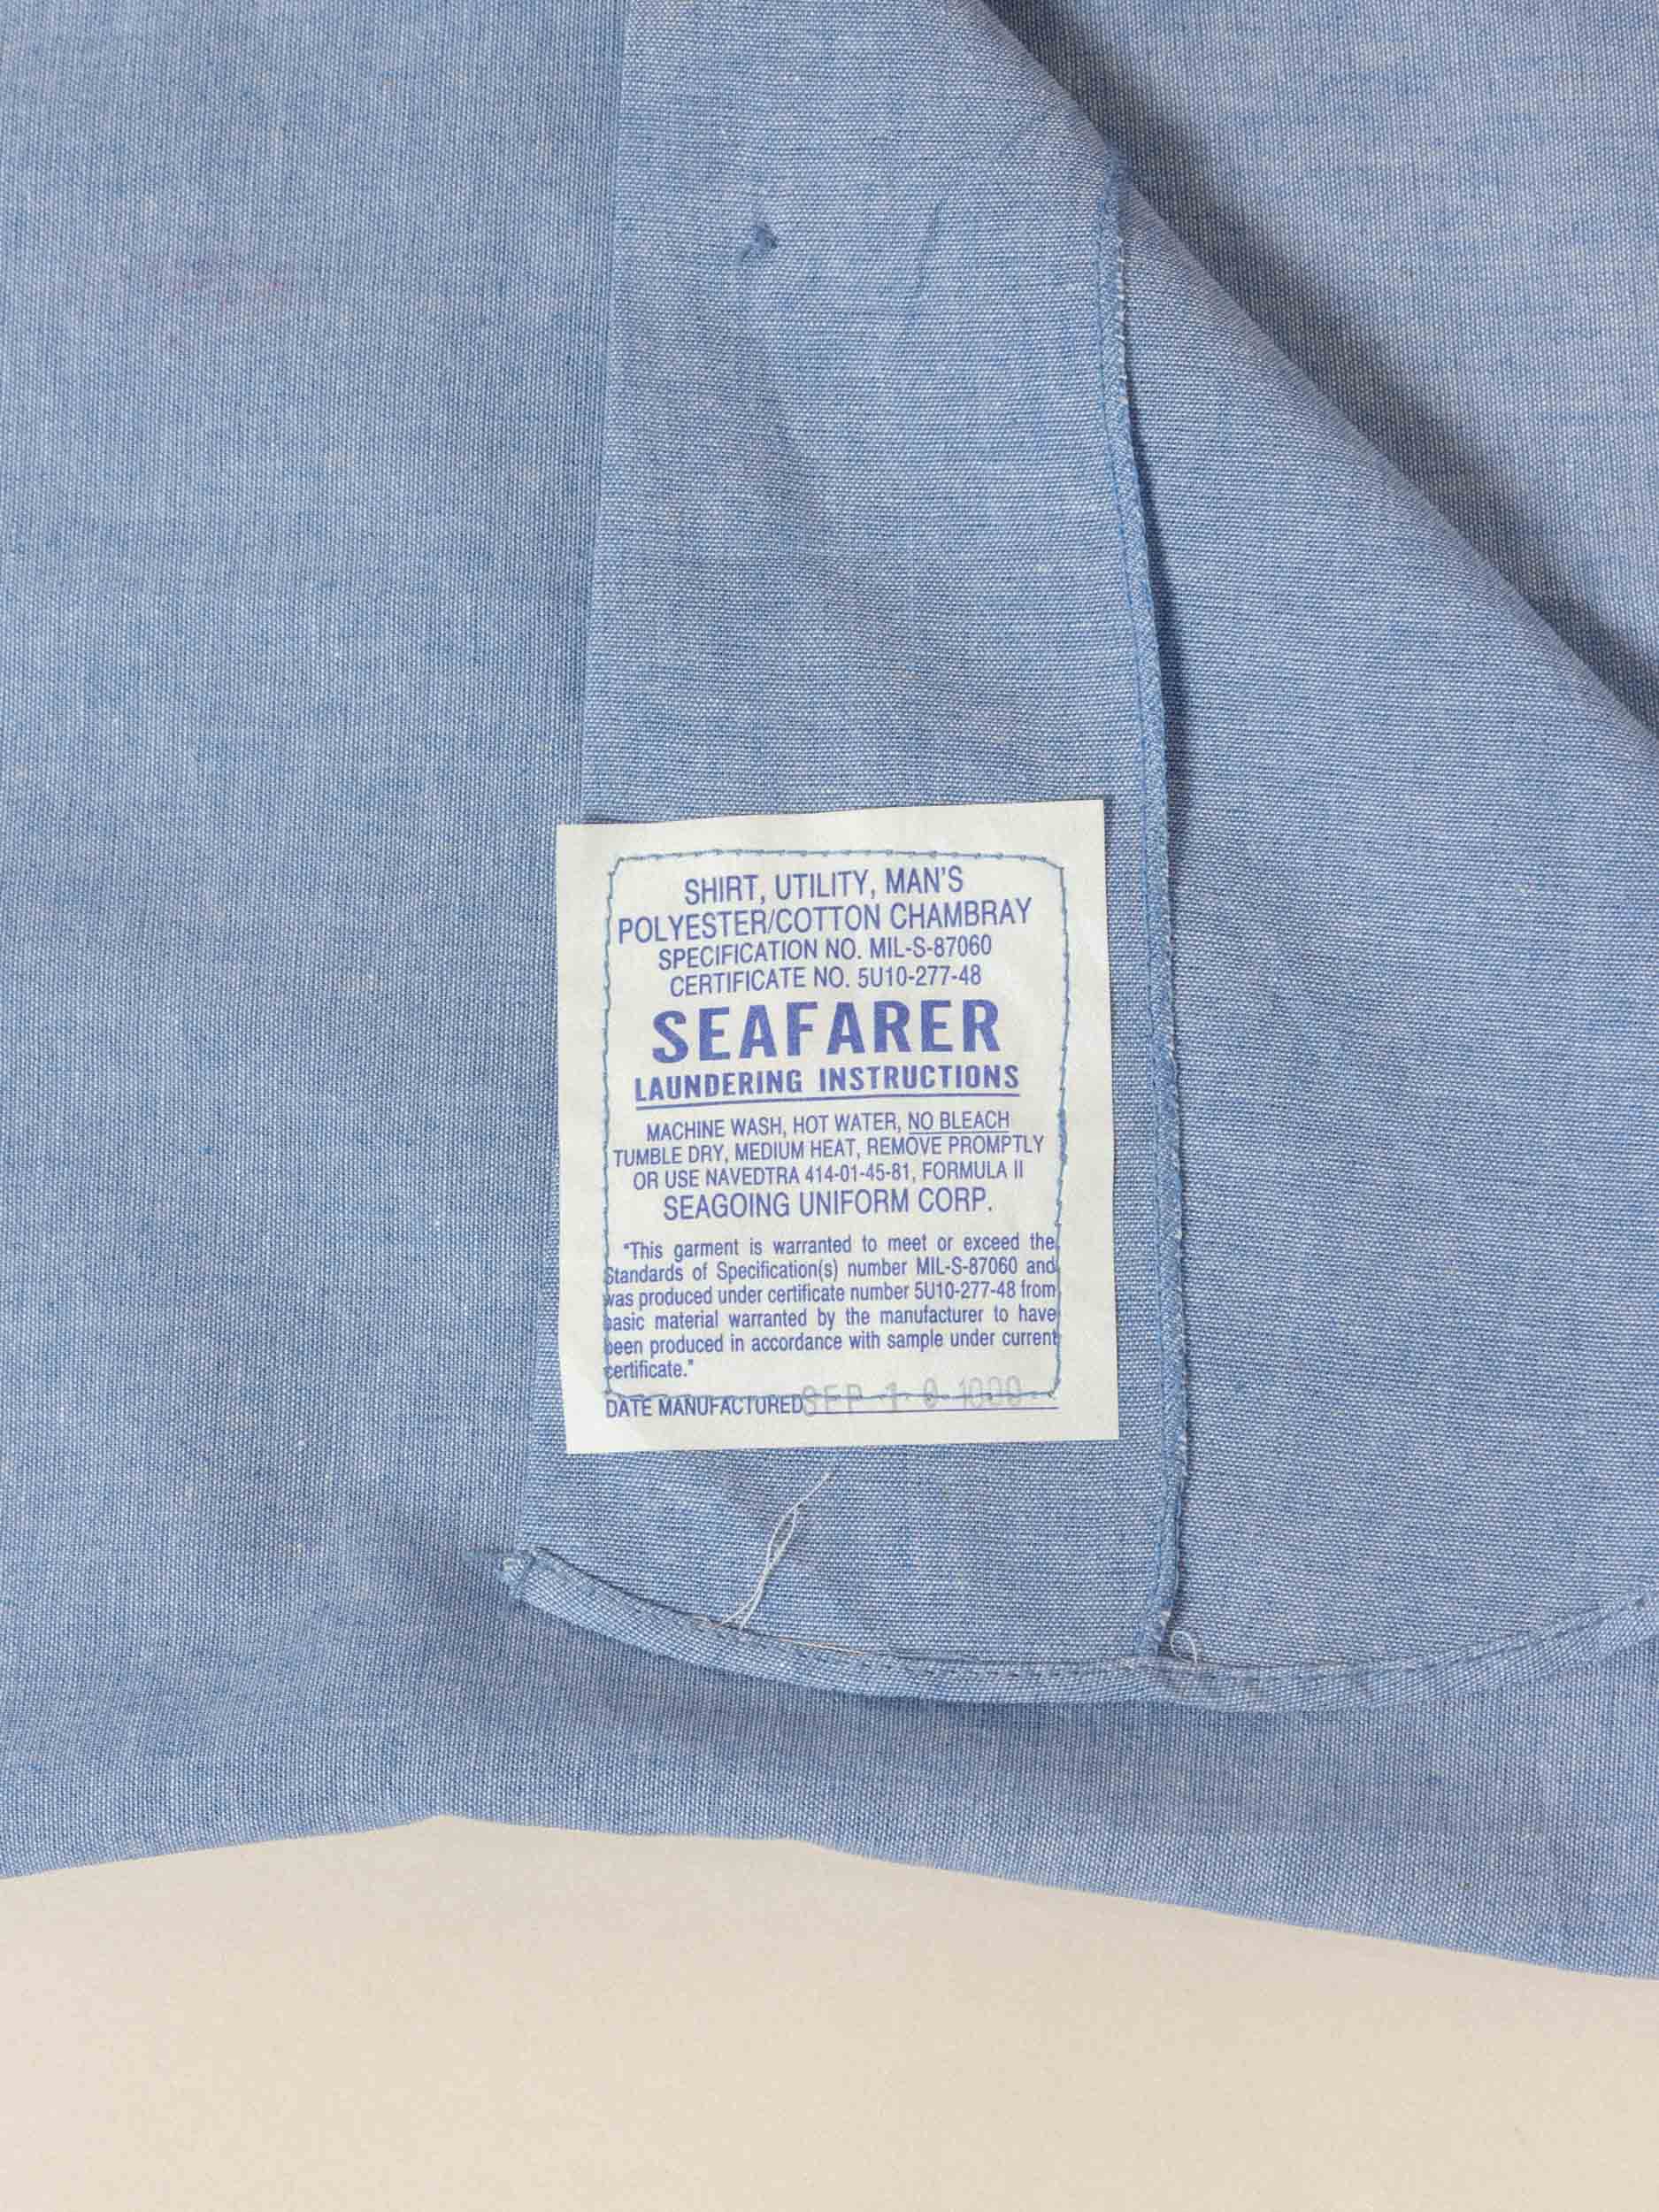 SHIRT, UTILITY, MAN'S
POLYESTER/COTTON CHAMBRAY
SPECIFICATION NO. MIL-S-87060
CERTIFICATE NO. 5U10-277-48
SEAFARER
LAUNDERING INSTRUCTIONS
MACHINE WASH, HOT WATER, NO BLEACH
TUMBLE DRY, MEDIUM HEAT, REMOVE PROMPTLY
OR USE NAVEDTRA 414-01-45-81, FORMULA II
SEAGOING UNIFORM CORP.
"This garment is warranted to meet or exceed the
Standards of Specification(s) number MIL-S-87060 and
was produced under certificate number 5U10-277-48 from
basic material warranted by the manufacturer to have
been produced in accordance with sample under current
certificate."
DATE MANUFACTURED SEP